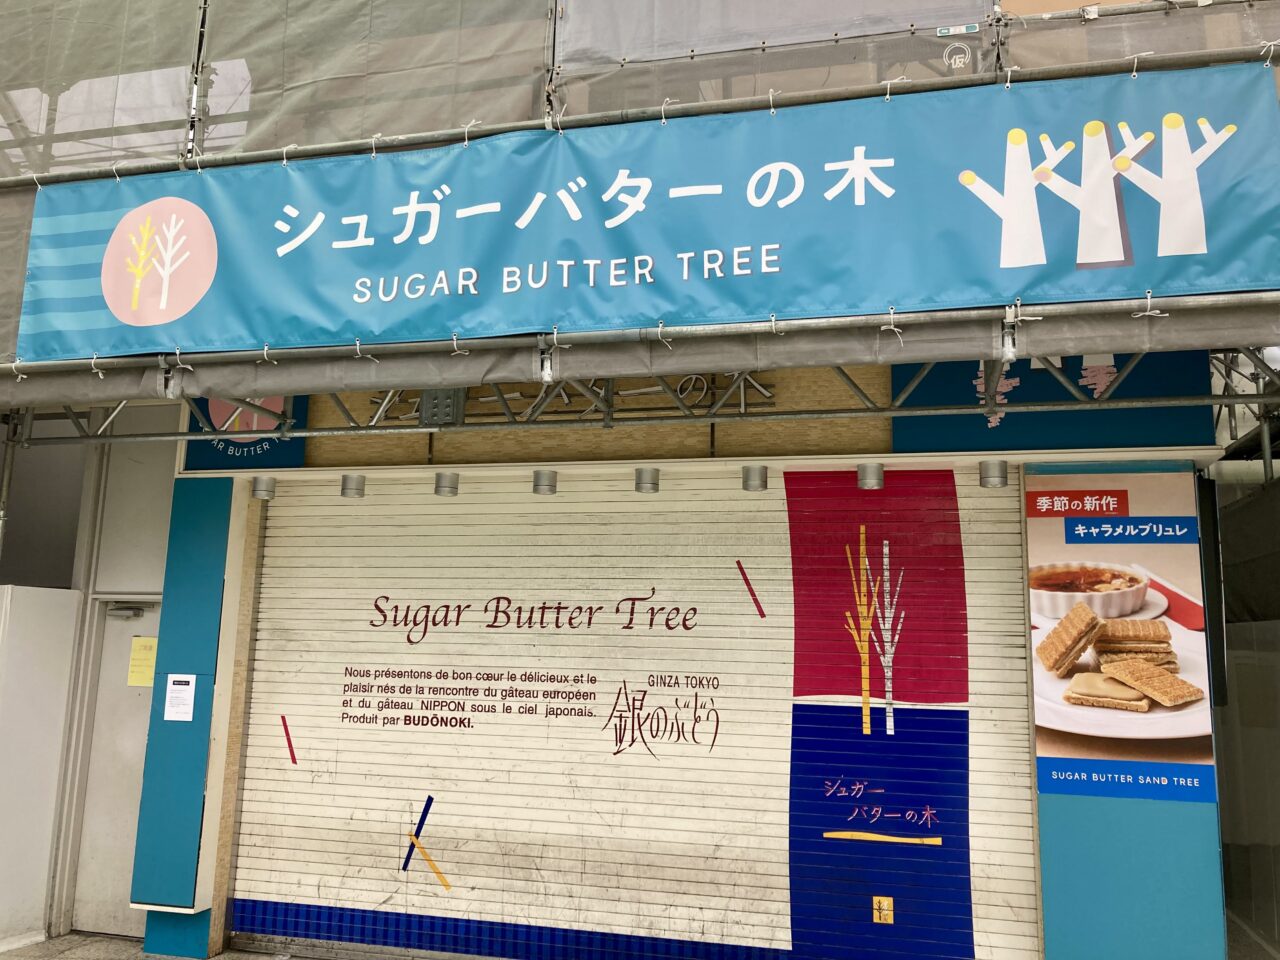 仮
シュガーバターの木
SUGAR BUTTER TREE
季節の新作
キャラメルブリュレ
Sugar Butter Tree
Nous présentons de bon cœur le délicieux et le
plaisir nés de la rencontre du gâteau européen
et du gâteau NIPPON sous le ciel japonais.
Produit par BUDŌNOKI.
GINZA TOKYO
銀のぶどう
シュガー
バターの木
SUGAR BUTTER SAND TREE